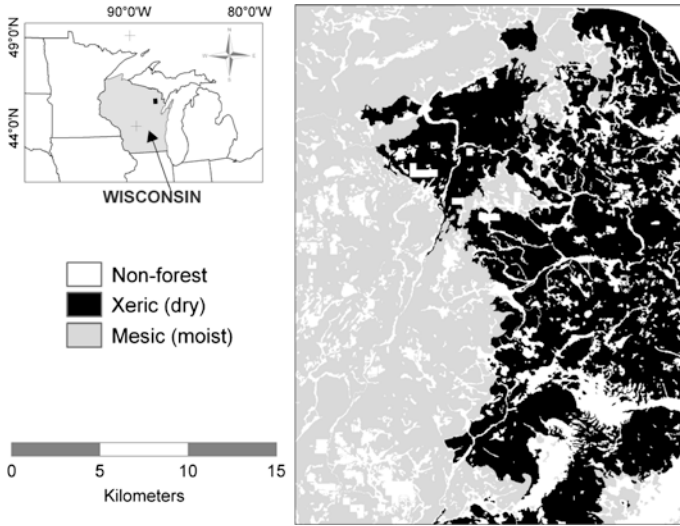 90°0'W 80°0'W
49°0'N
44°0'N
WISCONSIN
Non-forest
Xeric (dry)
Mesic (moist)
0 5 10 15
Kilometers